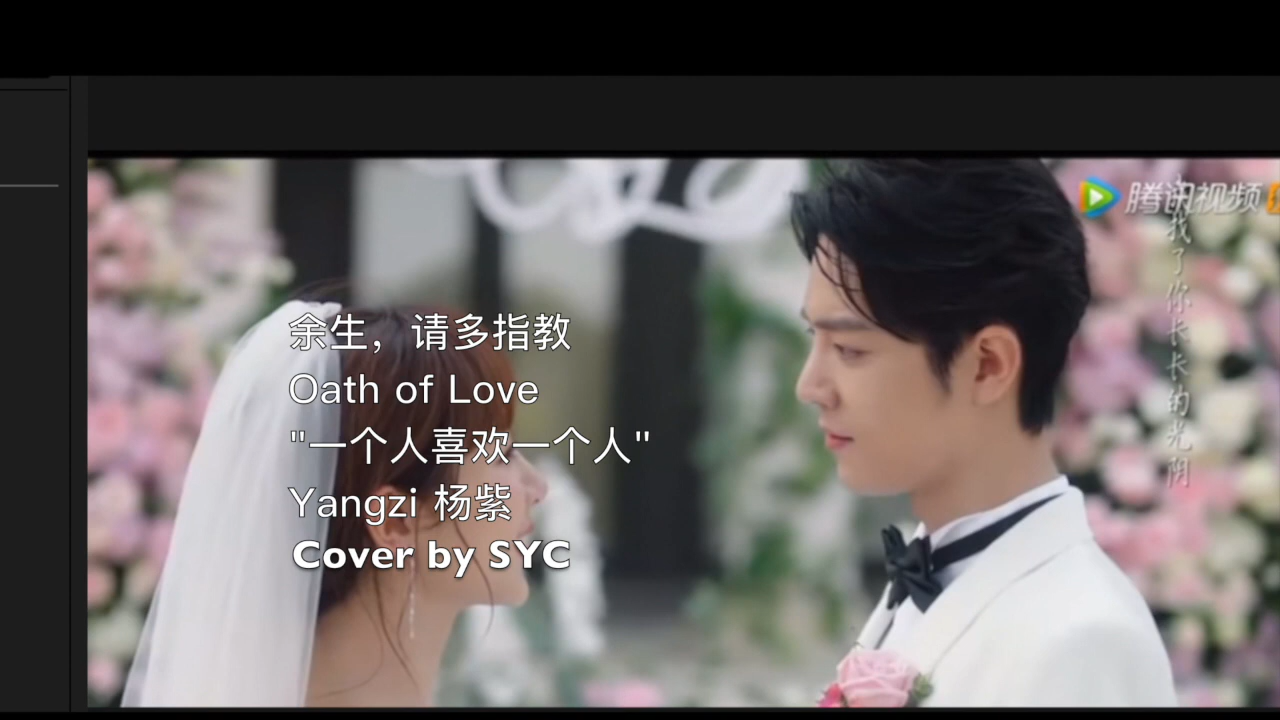 余生，请多指教
Oath of Love
"一个人喜欢一个人"
Yangzi 杨紫
Cover by SYC
腾讯视频
找了你长长的光阴